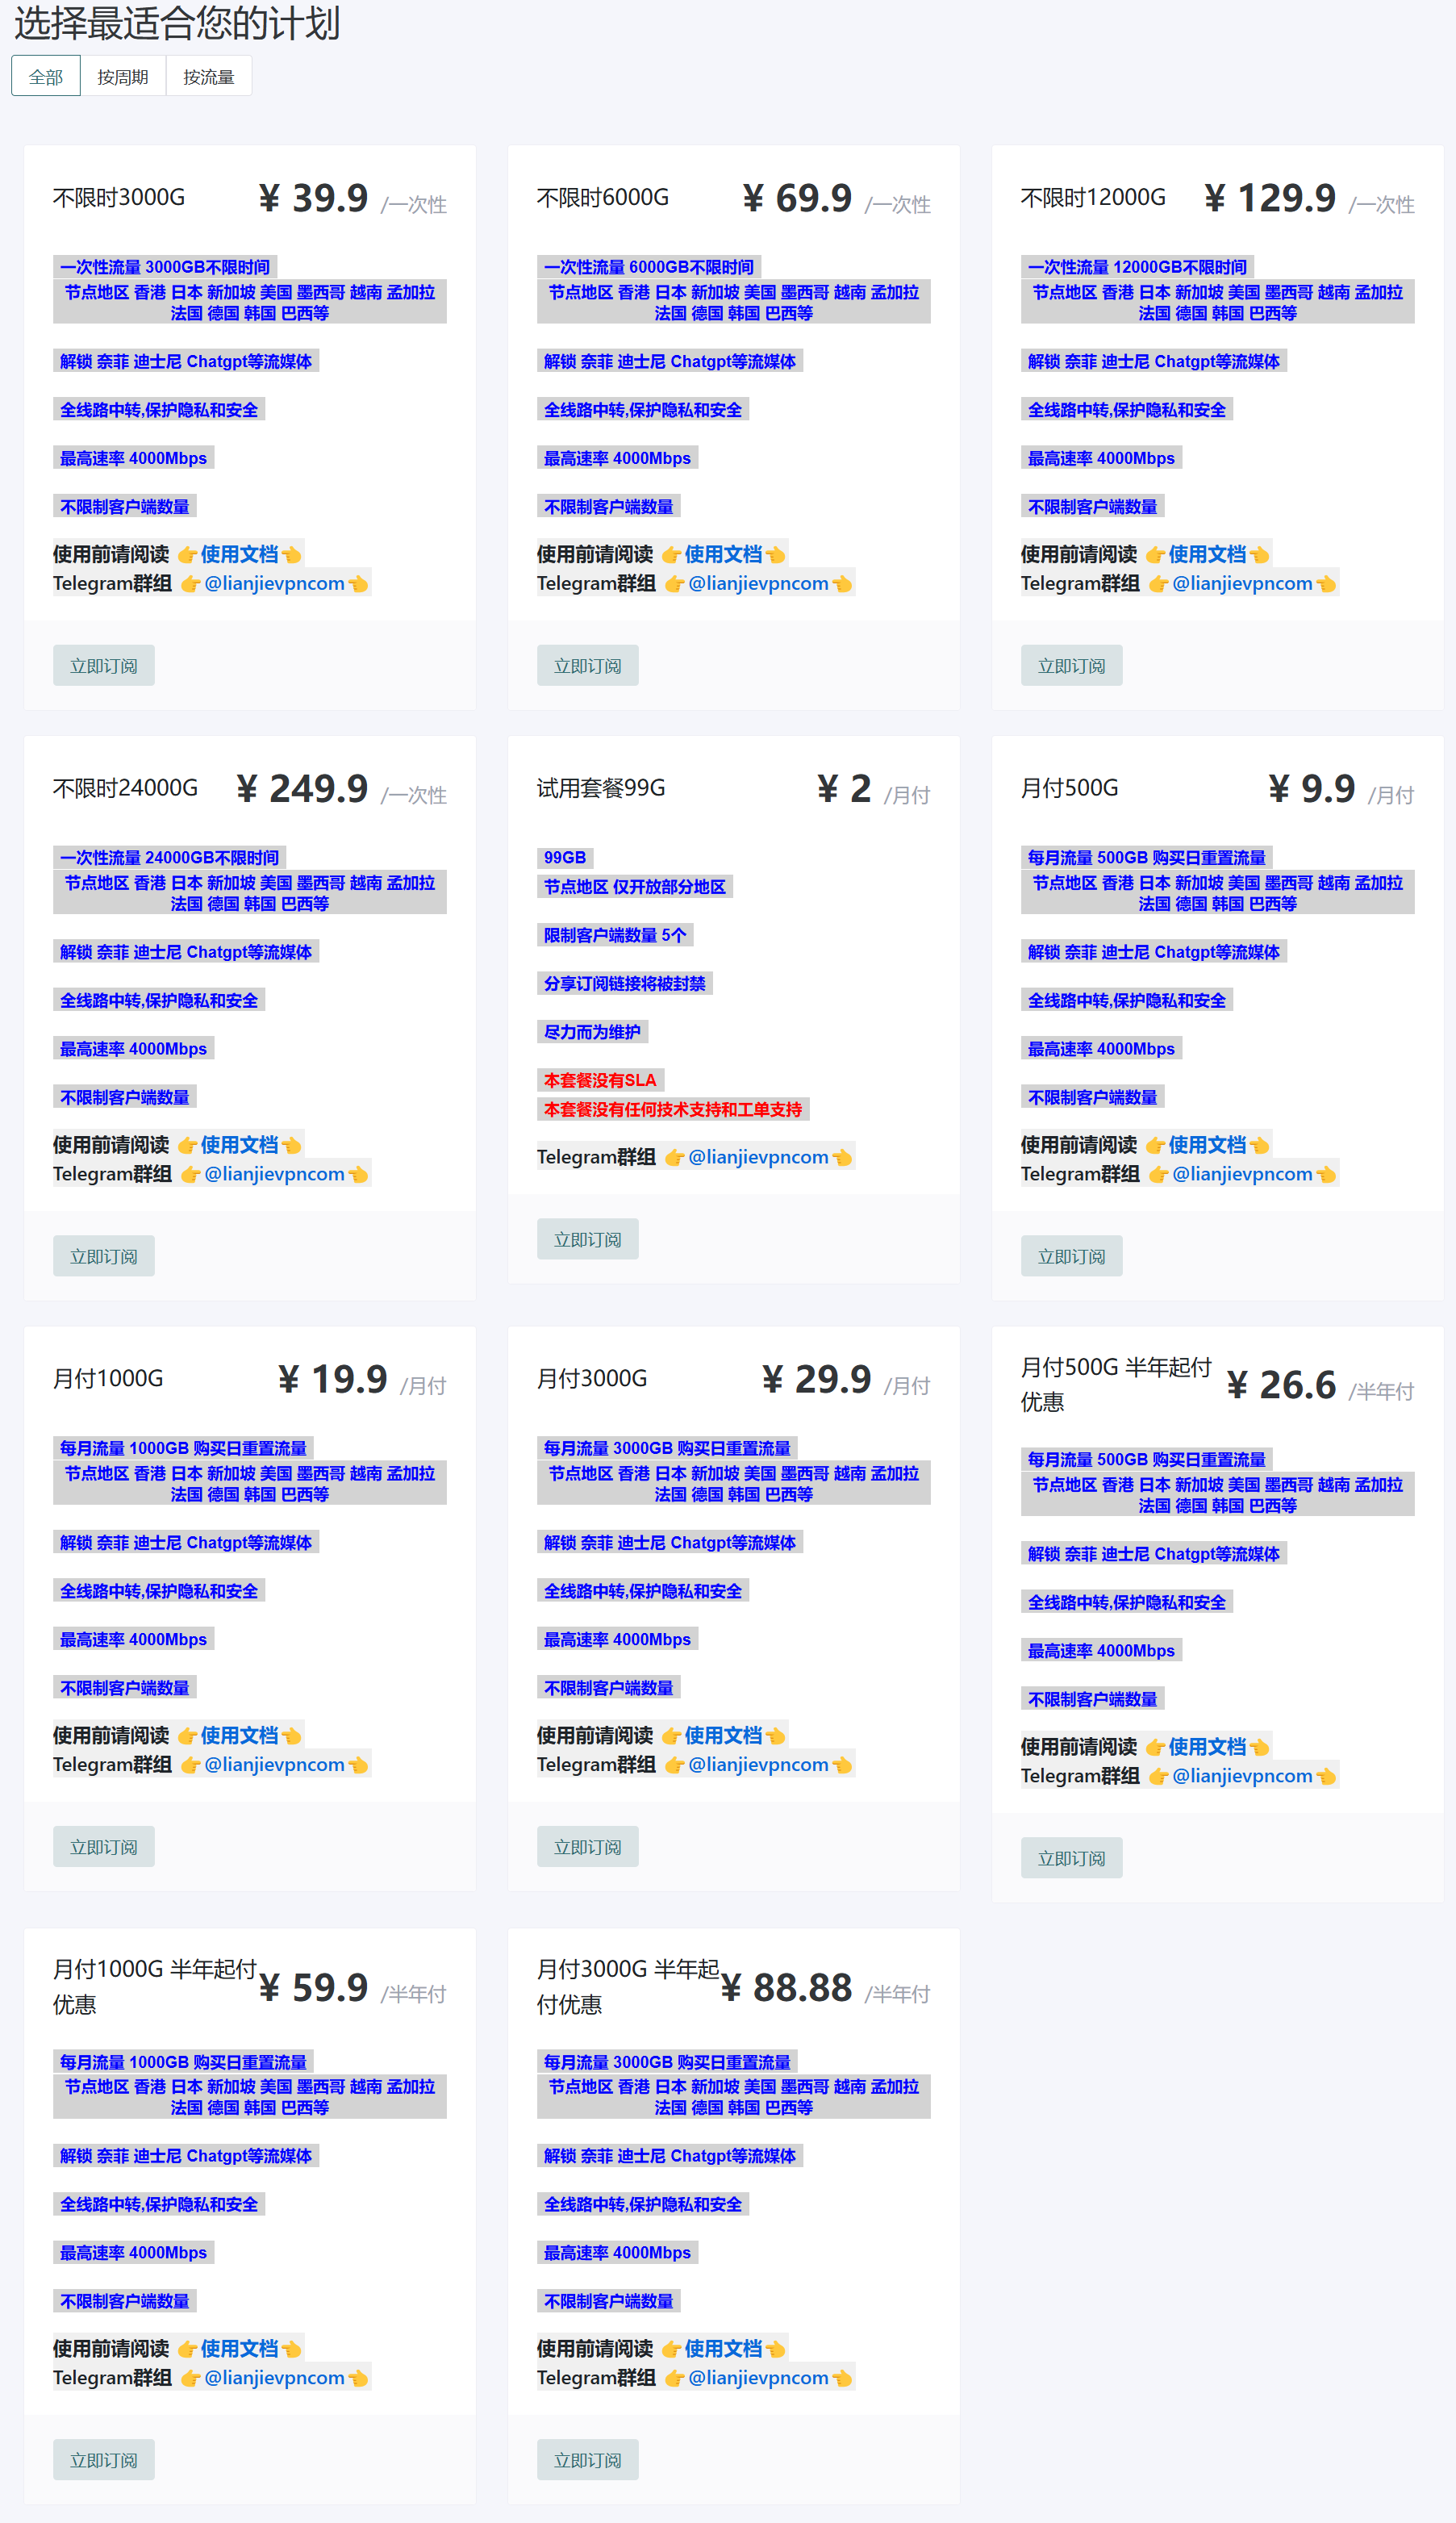 选择最适合您的计划
全部 按周期 按流量
不限时3000G ¥ 39.9 /一次性
一次性流量 3000GB不限时间
节点地区 香港 日本 新加坡 美国 墨西哥 越南 孟加拉
法国 德国 韩国 巴西等
解锁 奈菲 迪士尼 Chatgpt等流媒体
全线路中转,保护隐私和安全
最高速率 4000Mbps
不限制客户端数量
使用前请阅读 👉使用文档👈
Telegram群组 👉@lianjievpncom👈
立即订阅
不限时6000G ¥ 69.9 /一次性
一次性流量 6000GB不限时间
节点地区 香港 日本 新加坡 美国 墨西哥 越南 孟加拉
法国 德国 韩国 巴西等
解锁 奈菲 迪士尼 Chatgpt等流媒体
全线路中转,保护隐私和安全
最高速率 4000Mbps
不限制客户端数量
使用前请阅读 👉使用文档👈
Telegram群组 👉@lianjievpncom👈
立即订阅
不限时12000G ¥ 129.9 /一次性
一次性流量 12000GB不限时间
节点地区 香港 日本 新加坡 美国 墨西哥 越南 孟加拉
法国 德国 韩国 巴西等
解锁 奈菲 迪士尼 Chatgpt等流媒体
全线路中转,保护隐私和安全
最高速率 4000Mbps
不限制客户端数量
使用前请阅读 👉使用文档👈
Telegram群组 👉@lianjievpncom👈
立即订阅
不限时24000G ¥ 249.9 /一次性
一次性流量 24000GB不限时间
节点地区 香港 日本 新加坡 美国 墨西哥 越南 孟加拉
法国 德国 韩国 巴西等
解锁 奈菲 迪士尼 Chatgpt等流媒体
全线路中转,保护隐私和安全
最高速率 4000Mbps
不限制客户端数量
使用前请阅读 👉使用文档👈
Telegram群组 👉@lianjievpncom👈
立即订阅
试用套餐99G ¥ 2 /月付
99GB
节点地区 仅开放部分地区
限制客户端数量 5个
分享订阅链接将被封禁
尽力而为维护
本套餐没有SLA
本套餐没有任何技术支持和工单支持
Telegram群组 👉@lianjievpncom👈
立即订阅
月付500G ¥ 9.9 /月付
每月流量 500GB 购买日重置流量
节点地区 香港 日本 新加坡 美国 墨西哥 越南 孟加拉
法国 德国 韩国 巴西等
解锁 奈菲 迪士尼 Chatgpt等流媒体
全线路中转,保护隐私和安全
最高速率 4000Mbps
不限制客户端数量
使用前请阅读 👉使用文档👈
Telegram群组 👉@lianjievpncom👈
立即订阅
月付1000G ¥ 19.9 /月付
每月流量 1000GB 购买日重置流量
节点地区 香港 日本 新加坡 美国 墨西哥 越南 孟加拉
法国 德国 韩国 巴西等
解锁 奈菲 迪士尼 Chatgpt等流媒体
全线路中转,保护隐私和安全
最高速率 4000Mbps
不限制客户端数量
使用前请阅读 👉使用文档👈
Telegram群组 👉@lianjievpncom👈
立即订阅
月付3000G ¥ 29.9 /月付
每月流量 3000GB 购买日重置流量
节点地区 香港 日本 新加坡 美国 墨西哥 越南 孟加拉
法国 德国 韩国 巴西等
解锁 奈菲 迪士尼 Chatgpt等流媒体
全线路中转,保护隐私和安全
最高速率 4000Mbps
不限制客户端数量
使用前请阅读 👉使用文档👈
Telegram群组 👉@lianjievpncom👈
立即订阅
月付500G 半年起付
优惠
¥ 26.6 /半年付
每月流量 500GB 购买日重置流量
节点地区 香港 日本 新加坡 美国 墨西哥 越南 孟加拉
法国 德国 韩国 巴西等
解锁 奈菲 迪士尼 Chatgpt等流媒体
全线路中转,保护隐私和安全
最高速率 4000Mbps
不限制客户端数量
使用前请阅读 👉使用文档👈
Telegram群组 👉@lianjievpncom👈
立即订阅
月付1000G 半年起付
优惠
¥ 59.9 /半年付
每月流量 1000GB 购买日重置流量
节点地区 香港 日本 新加坡 美国 墨西哥 越南 孟加拉
法国 德国 韩国 巴西等
解锁 奈菲 迪士尼 Chatgpt等流媒体
全线路中转,保护隐私和安全
最高速率 4000Mbps
不限制客户端数量
使用前请阅读 👉使用文档👈
Telegram群组 👉@lianjievpncom👈
立即订阅
月付3000G 半年起
付优惠
¥ 88.88 /半年付
每月流量 3000GB 购买日重置流量
节点地区 香港 日本 新加坡 美国 墨西哥 越南 孟加拉
法国 德国 韩国 巴西等
解锁 奈菲 迪士尼 Chatgpt等流媒体
全线路中转,保护隐私和安全
最高速率 4000Mbps
不限制客户端数量
使用前请阅读 👉使用文档👈
Telegram群组 👉@lianjievpncom👈
立即订阅